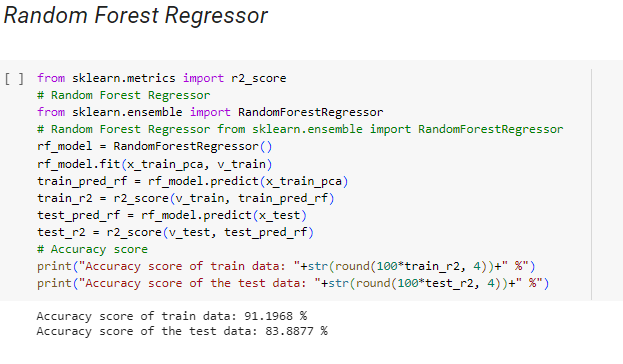 Random Forest Regressor
[ ] from sklearn.metrics import r2_score
# Random Forest Regressor
from sklearn.ensemble import RandomForestRegressor
# Random Forest Regressor from sklearn.ensemble import RandomForestRegressor
rf_model = RandomForestRegressor()
rf_model.fit(x_train_pca, v_train)
train_pred_rf = rf_model.predict(x_train_pca)
train_r2 = r2_score(v_train, train_pred_rf)
test_pred_rf = rf_model.predict(x_test)
test_r2 = r2_score(v_test, test_pred_rf)
# Accuracy score
print("Accuracy score of train data: "+str(round(100*train_r2, 4))+" %")
print("Accuracy score of the test data: "+str(round(100*test_r2, 4))+" %")
Accuracy score of train data: 91.1968 %
Accuracy score of the test data: 83.8877 %